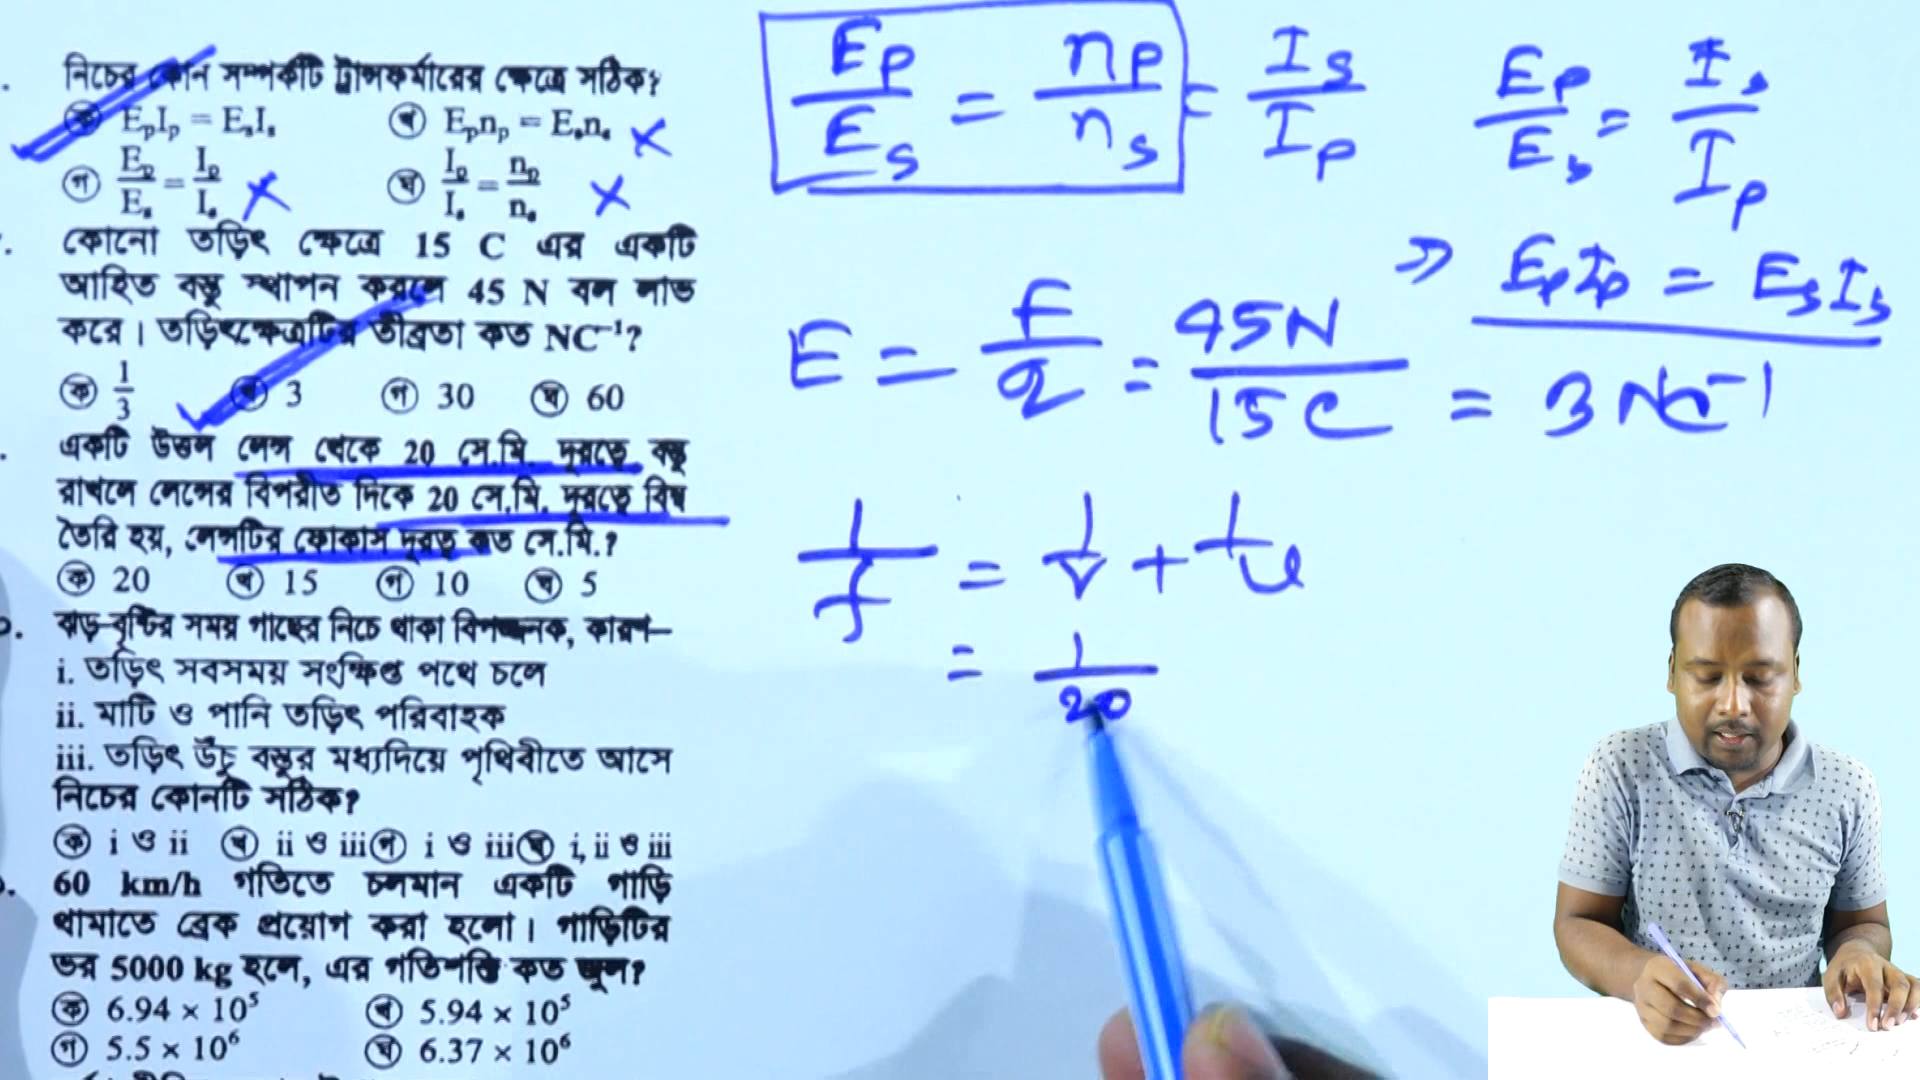 নিচের কোন সম্পর্কটি ট্রান্সফর্মারের ক্ষেত্রে সঠিক?
ক EpIp = EsIs খ Epnp = Esns
গ Ep/Es = Ip/Is ঘ Ip/Is = np/ns
কোনো তড়িৎ ক্ষেত্রে 15 C এর একটি
আহিত বস্তু স্থাপন করলে 45 N বল লাভ
করে। তড়িৎক্ষেত্রটির তীব্রতা কত NC⁻¹?
ক 1/3 খ 3 গ 30 ঘ 60
একটি উত্তল লেন্স থেকে 20 সে.মি. দূরত্বে বস্তু
রাখলে লেন্সের বিপরীত দিকে 20 সে.মি. দূরত্বে বিম্ব
তৈরি হয়, লেন্সটির ফোকাস দূরত্ব কত সে.মি.?
ক 20 খ 15 গ 10 ঘ 5
ঝড়-বৃষ্টির সময় গাছের নিচে থাকা বিপজ্জনক, কারণ—
i. তড়িৎ সবসময় সংক্ষিপ্ত পথে চলে
ii. মাটি ও পানি তড়িৎ পরিবাহক
iii. তড়িৎ উঁচু বস্তুর মধ্যদিয়ে পৃথিবীতে আসে
নিচের কোনটি সঠিক?
ক i ও ii খ ii ও iii গ i ও iii ঘ i, ii ও iii
60 km/h গতিতে চলমান একটি গাড়ি
থামাতে ব্রেক প্রয়োগ করা হলো। গাড়িটির
ভর 5000 kg হলে, এর গতিশক্তি কত জুল?
ক 6.94 × 10⁵ খ 5.94 × 10⁵
গ 5.5 × 10⁶ ঘ 6.37 × 10⁶
Ep/Es = np/ns = Is/Ip
Ep/Es = Is/Ip
⇒ EpIp = EsIs
E = F/q = 45N/15C = 3 NC⁻¹
1/f = 1/v + 1/u
= 1/20